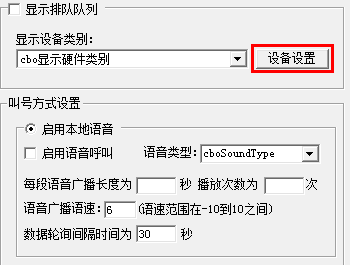 显示排队队列
显示设备类别:
cbo显示硬件类别 设备设置
叫号方式设置
启用本地语音
启用语音呼叫 语音类型: cboSoundType
每段语音广播长度为 秒 播放次数为 次
语音广播语速: 6 (语速范围在-10到10之间)
数据轮询间隔时间为 30 秒